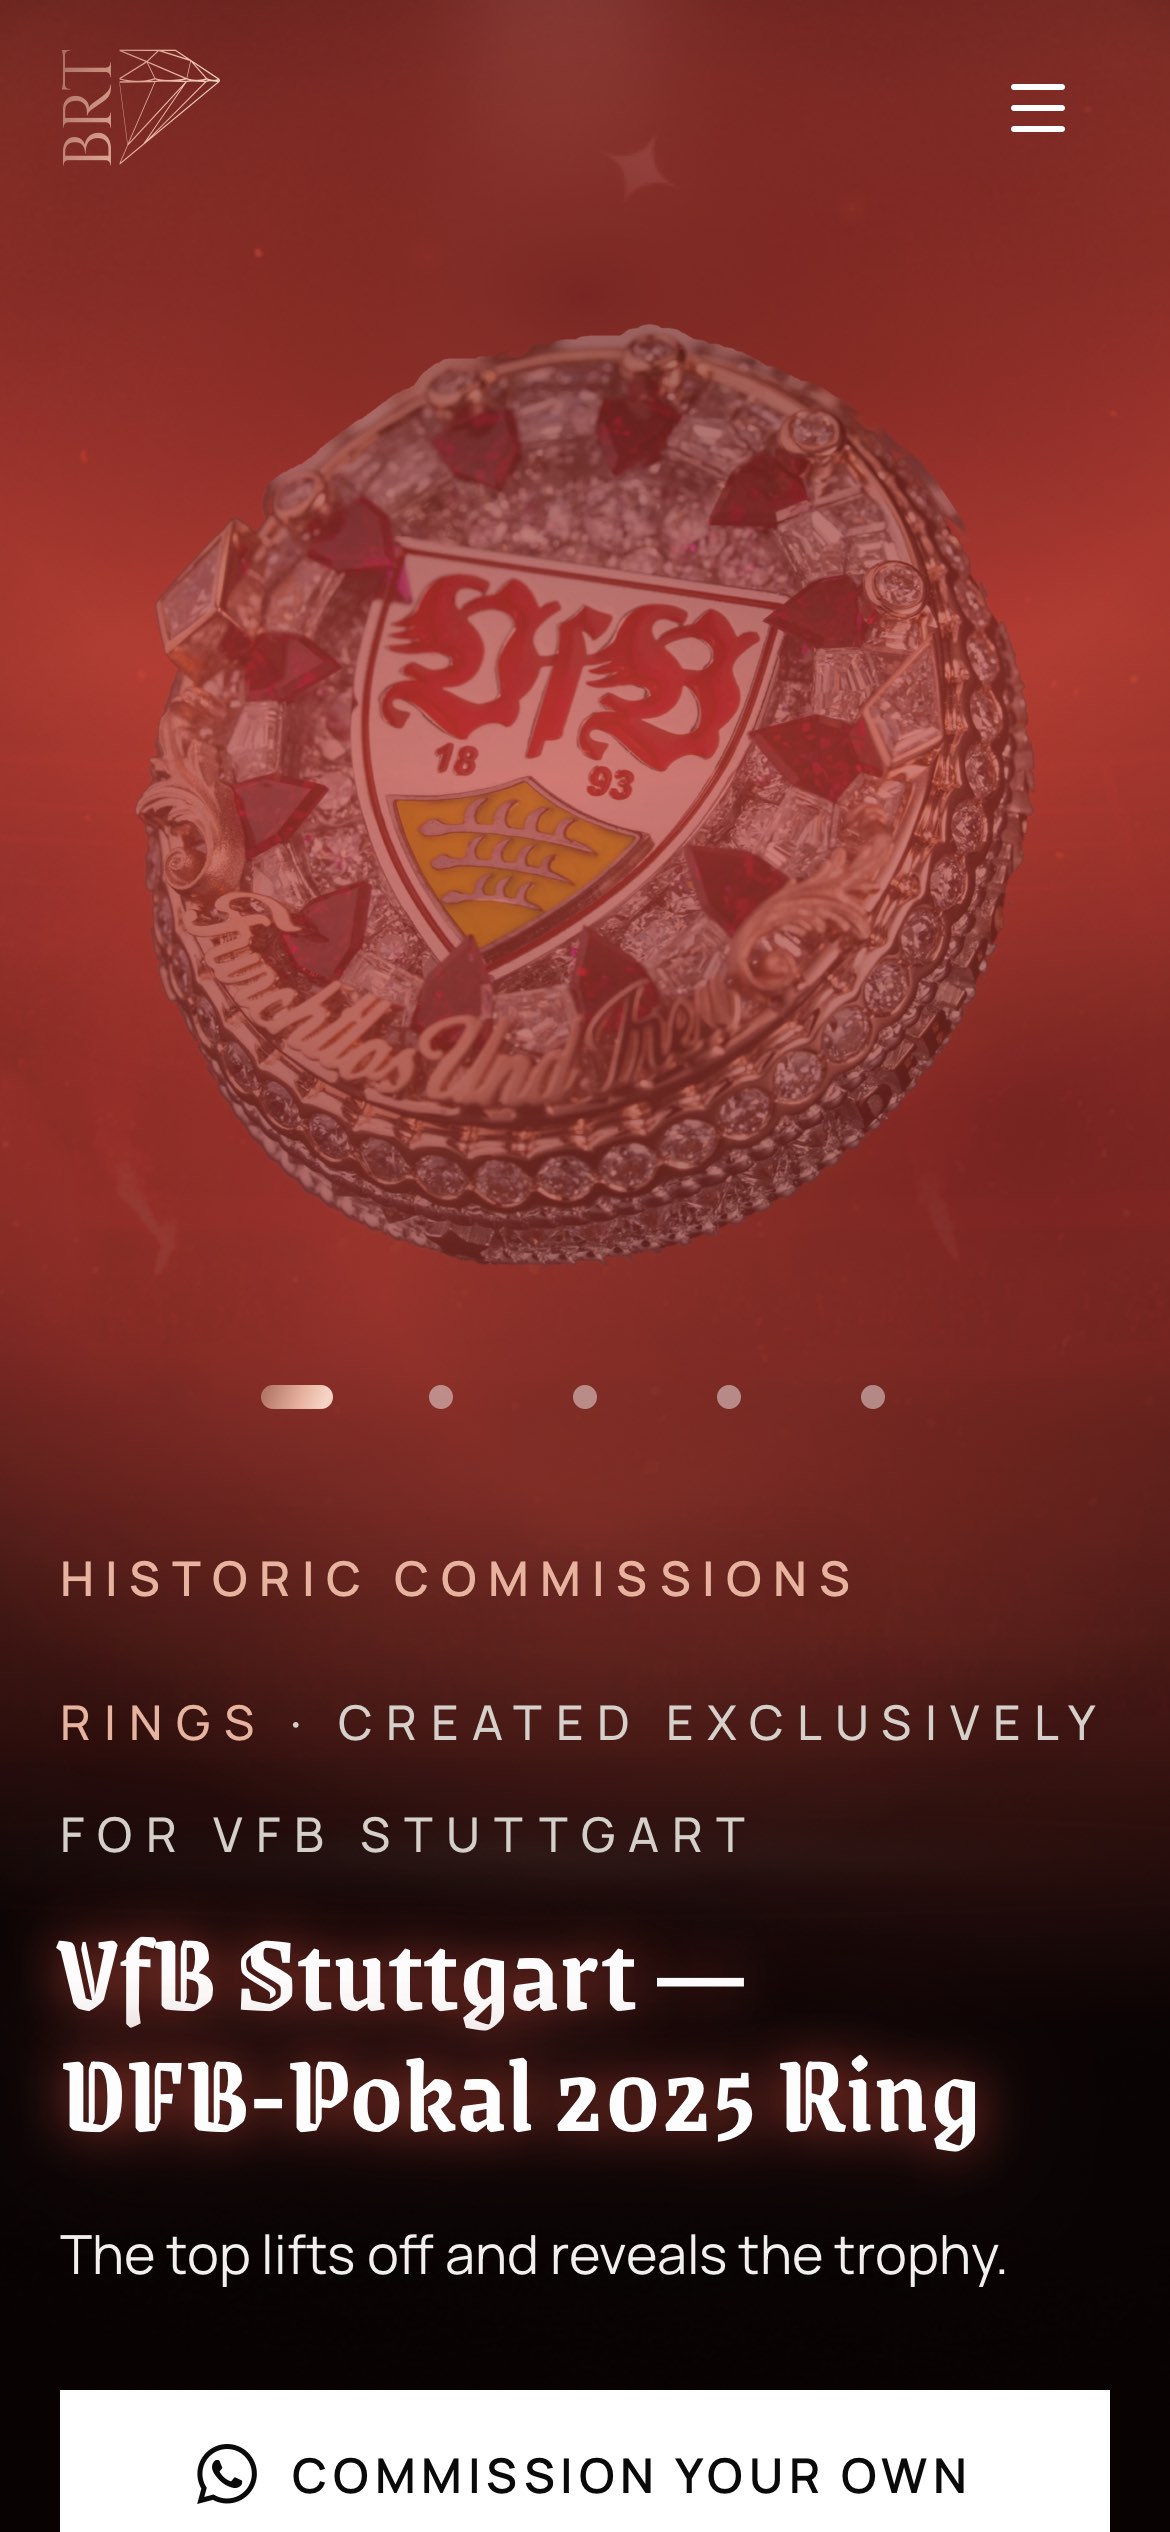 BRT
VfB
18 93
Furchtlos Und Treu
HISTORIC COMMISSIONS
RINGS · CREATED EXCLUSIVELY
FOR VFB STUTTGART
VfB Stuttgart —
DFB-Pokal 2025 Ring
The top lifts off and reveals the trophy.
COMMISSION YOUR OWN